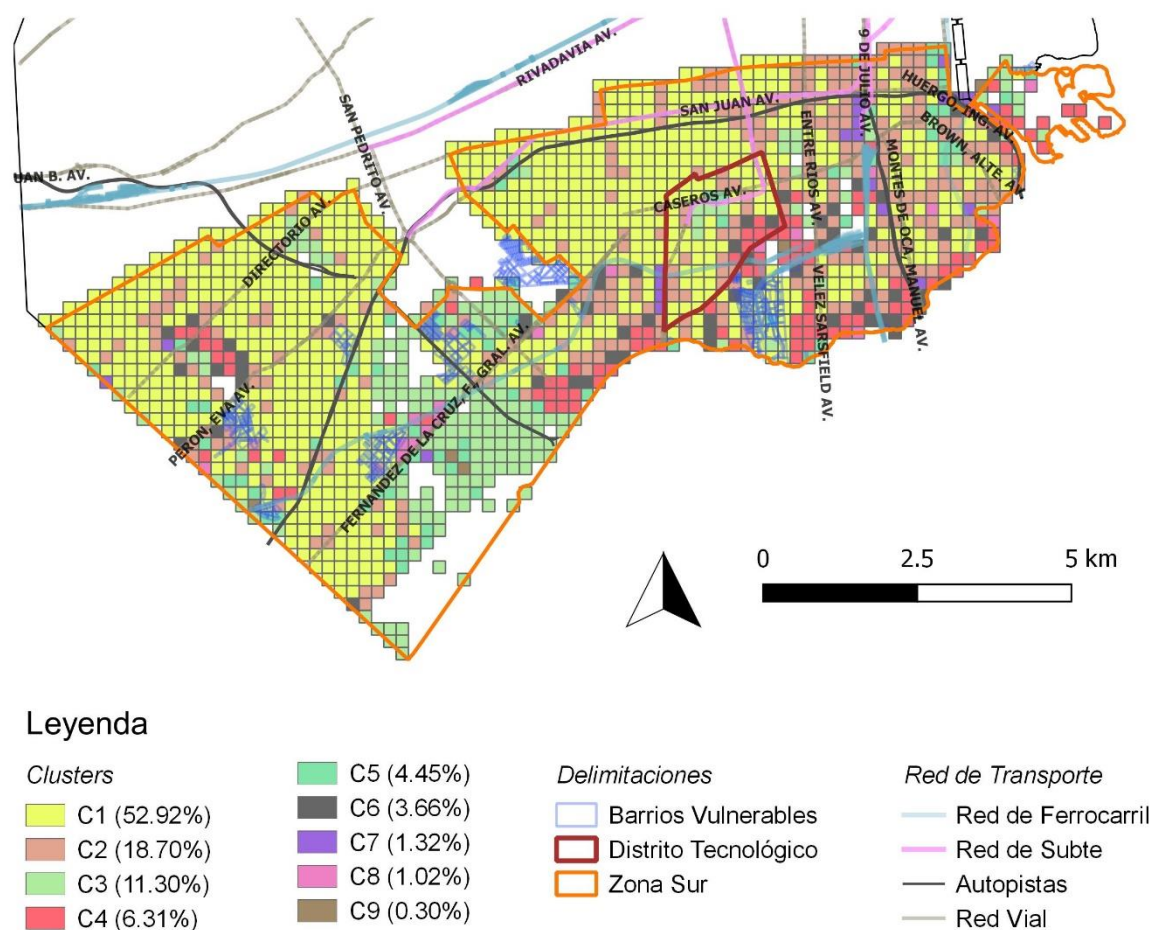 RIVADAVIA AV.
SAN PEDRITO AV.
9 DE JULIO AV.
HUERGO, ING. AV.
SAN JUAN AV.
ENTRE RIOS AV.
BROWN, ALTE. AV.
MONTES DE OCA, MANUEL AV.
UAN B. AV.
CASEROS AV.
DIRECTORIO AV.
VELEZ SARSFIELD AV.
PERON, EVA AV.
FERNANDEZ DE LA CRUZ, F., GRAL. AV.
0 2.5 5 km
Leyenda
Clusters
C1 (52.92%)
C2 (18.70%)
C3 (11.30%)
C4 (6.31%)
C5 (4.45%)
C6 (3.66%)
C7 (1.32%)
C8 (1.02%)
C9 (0.30%)
Delimitaciones
Barrios Vulnerables
Distrito Tecnológico
Zona Sur
Red de Transporte
Red de Ferrocarril
Red de Subte
Autopistas
Red Vial